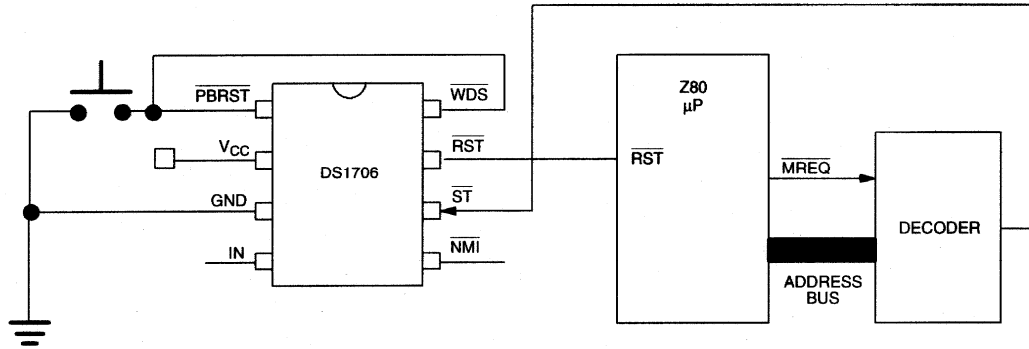 PBRST
VCC
GND
IN
DS1706
WDS
RST
ST
NMI
Z80
μP
RST
MREQ
ADDRESS
BUS
DECODER